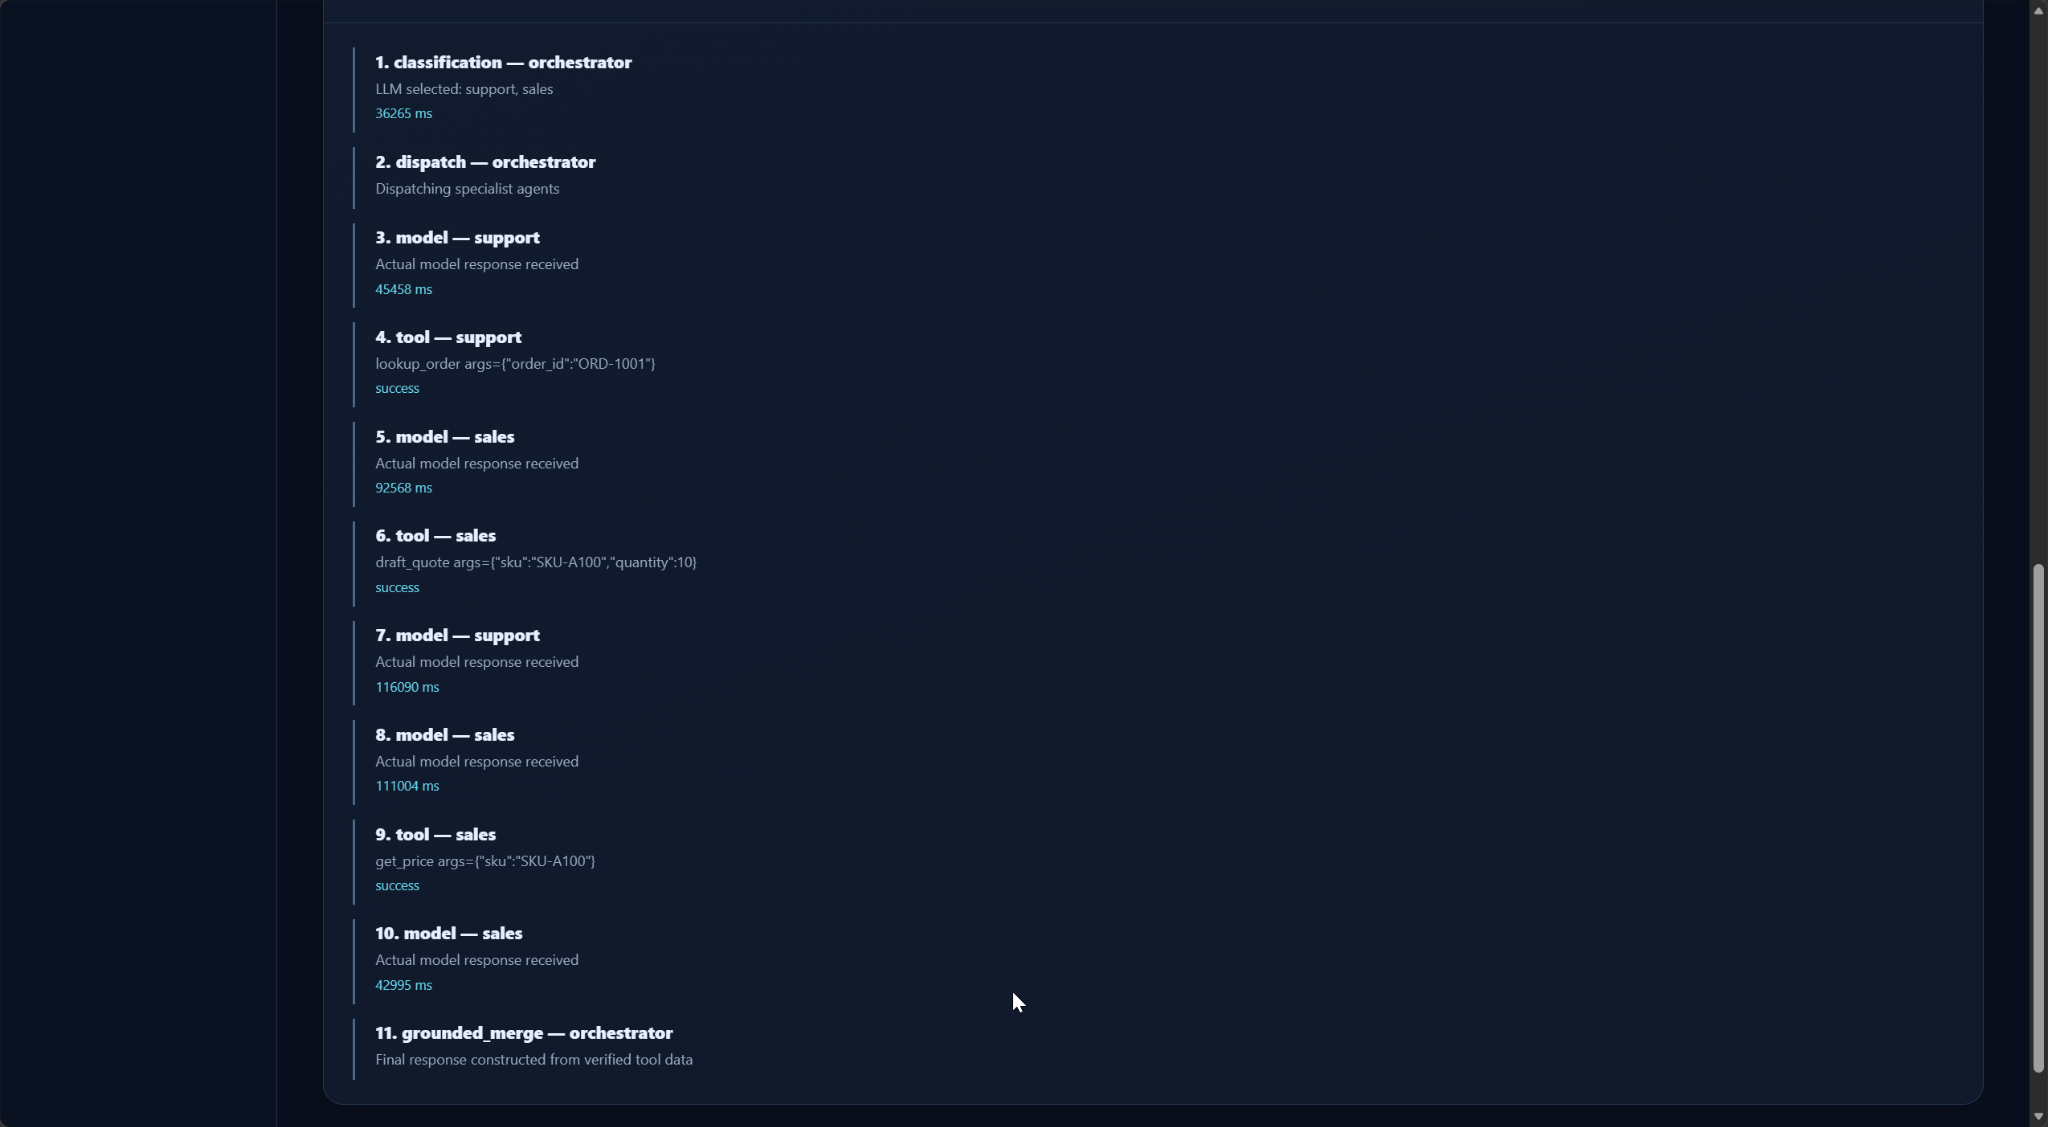 1. classification — orchestrator
LLM selected: support, sales
36265 ms
2. dispatch — orchestrator
Dispatching specialist agents
3. model — support
Actual model response received
45458 ms
4. tool — support
lookup_order args={"order_id":"ORD-1001"}
success
5. model — sales
Actual model response received
92568 ms
6. tool — sales
draft_quote args={"sku":"SKU-A100","quantity":10}
success
7. model — support
Actual model response received
116090 ms
8. model — sales
Actual model response received
111004 ms
9. tool — sales
get_price args={"sku":"SKU-A100"}
success
10. model — sales
Actual model response received
42995 ms
11. grounded_merge — orchestrator
Final response constructed from verified tool data